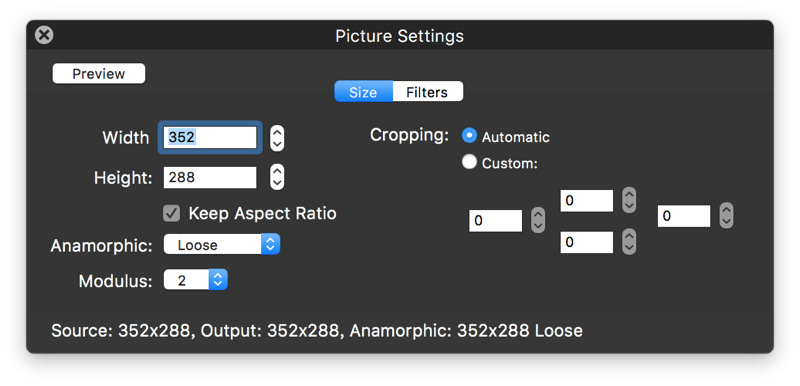 Picture Settings
Preview
Size Filters
Width 352
Height: 288
Keep Aspect Ratio
Anamorphic: Loose
Modulus: 2
Cropping: Automatic
Custom:
0
0 0
0
Source: 352x288, Output: 352x288, Anamorphic: 352x288 Loose